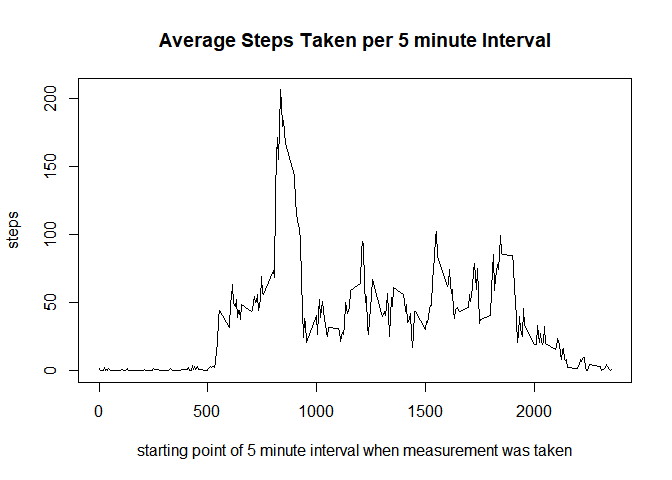 Average Steps Taken per 5 minute Interval
steps
200
150
100
50
0
0 500 1000 1500 2000
starting point of 5 minute interval when measurement was taken